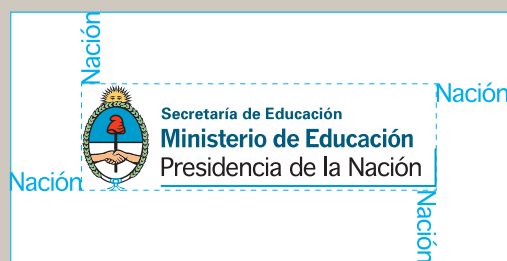 Nación
Nación
Secretaría de Educación
Ministerio de Educación
Presidencia de la Nación
Nación
Nación